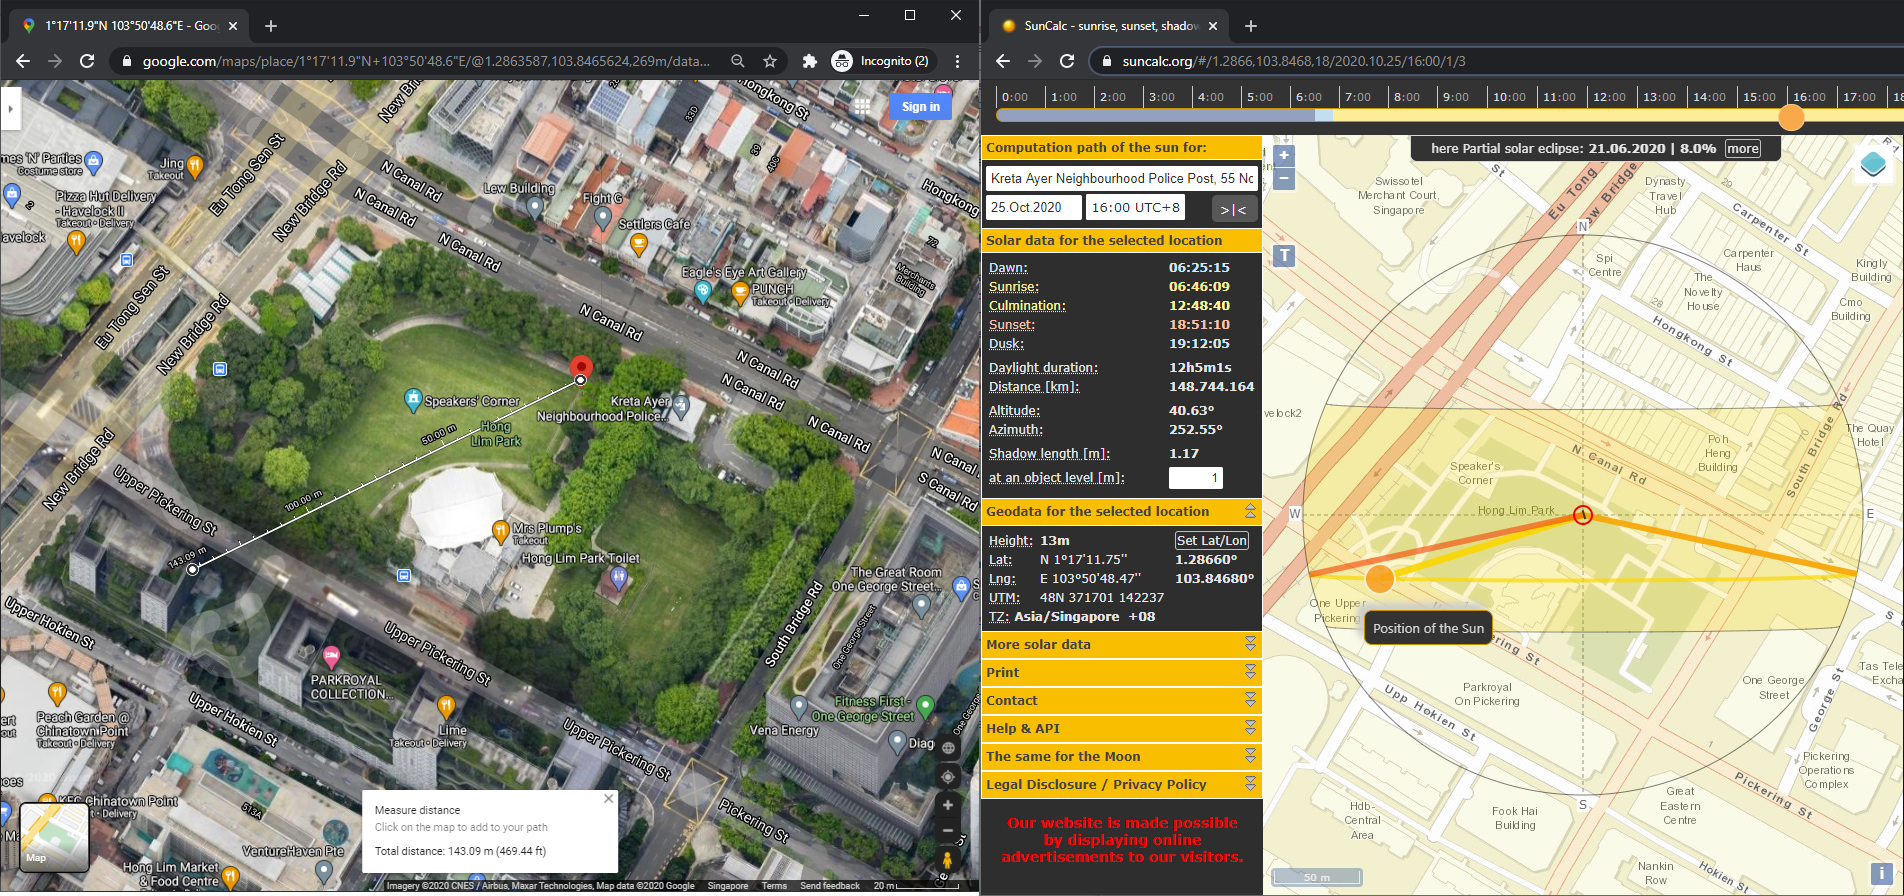 1°17'11.9"N 103°50'48.6"E - Goo
google.com/maps/place/1°17'11.9"N+103°50'48.6"E/@1.2863587,103.8465624,269m/data...
Incognito (2)
Sign in
Hongkong St
New Bri
33D
mes 'N' Parties
Costume store
Jing
Takeout
Eu Tong Sen St
New Bridge Rd
N Canal Rd
N Canal Rd
Lew Building
39
40C
Hongkong
Pizza Hut Delivery
- Havelock II
Takeout • Delivery
Fight G
Settlers Cafe
avelock
N Canal Rd
72
Merchants
Building
Eagle's Eye Art Gallery
PUNCH
Takeout • Delivery
Eu Tong Sen St
New Bridge Rd
N Canal Rd
N Canal Rd
N Canal Rd
N Canal Rd
N Canal
S Canal Rd
Speakers' Corner
Kreta Ayer
Neighbourhood Police...
Hong
Lim Park
50.00 m
100.00 m
143.09 m
New Bridge Rd
Upper Pickering St
Mrs Plump's
Takeout
Hong Lim Park Toilet
The Great Room
One George Street...
One George Street
South Bridge Rd
One George Street
Upper Hokien St
Upper Pickering St
PARKROYAL
COLLECTION...
Peach Garden @
Chinatown Point
Takeout • Delivery
Upper Hokien St
Lime
Takeout • Delivery
Fitness First -
One George Street
Vena Energy
Diag
Upper Pickering St
Pickering St
KFC Chinatown Point
• Delivery
513A
VentureHaven Pte
Hong Lim Market
& Food Centre
Map
Measure distance
Click on the map to add to your path
Total distance: 143.09 m (469.44 ft)
Imagery ©2020 CNES / Airbus, Maxar Technologies, Map data ©2020 Google
Singapore
Terms
Send feedback
20 m
SunCalc - sunrise, sunset, shadow
suncalc.org/#/1.2866,103.8468,18/2020.10.25/16:00/1/3
0:00 1:00 2:00 3:00 4:00 5:00 6:00 7:00 8:00 9:00 10:00 11:00 12:00 13:00 14:00 15:00 16:00 17:00 18
Computation path of the sun for:
Kreta Ayer Neighbourhood Police Post, 55 No
25.Oct.2020
16:00 UTC+8
>|<
Solar data for the selected location
Dawn: 06:25:15
Sunrise: 06:46:09
Culmination: 12:48:40
Sunset: 18:51:10
Dusk: 19:12:05
Daylight duration: 12h5m1s
Distance [km]: 148.744.164
Altitude: 40.63°
Azimuth: 252.55°
Shadow length [m]: 1.17
at an object level [m]: 1
Geodata for the selected location
Height: 13m Set Lat/Lon
Lat: N 1°17'11.75'' 1.28660°
Lng: E 103°50'48.47'' 103.84680°
UTM: 48N 371701 142237
TZ: Asia/Singapore +08
More solar data
Print
Contact
Help & API
The same for the Moon
Legal Disclosure / Privacy Policy
Our website is made possible
by displaying online
advertisements to our visitors.
here Partial solar eclipse: 21.06.2020 | 8.0% more
+
−
T
Swissotel
Merchant Court,
Singapore
Eu Tong
New Bridge
Dynasty
Travel
Hub
Carpenter St
Carpenter
Haus
N
Spi
Centre
The
Novelty
House
Kingly
Building
Cmo
Building
28
Hongkong St
velock2
The Quay
Hotel
Poh
Heng
Building
70
South Bridge Rd
Speaker's
Corner
N Canal Rd
Hong Lim Park
W
E
One Upper
Pickering
Position of the Sun
ering St
Parkroyal
On Pickering
Upp Hokien St
One George
Street
Tas Tele
Excha
George St
Pickering
Operations
Complex
Pickering St
S
Hdb-
Central
Area
Fook Hai
Building
Great
Eastern
Centre
Nankin
Row
Hokien St
50 m
i